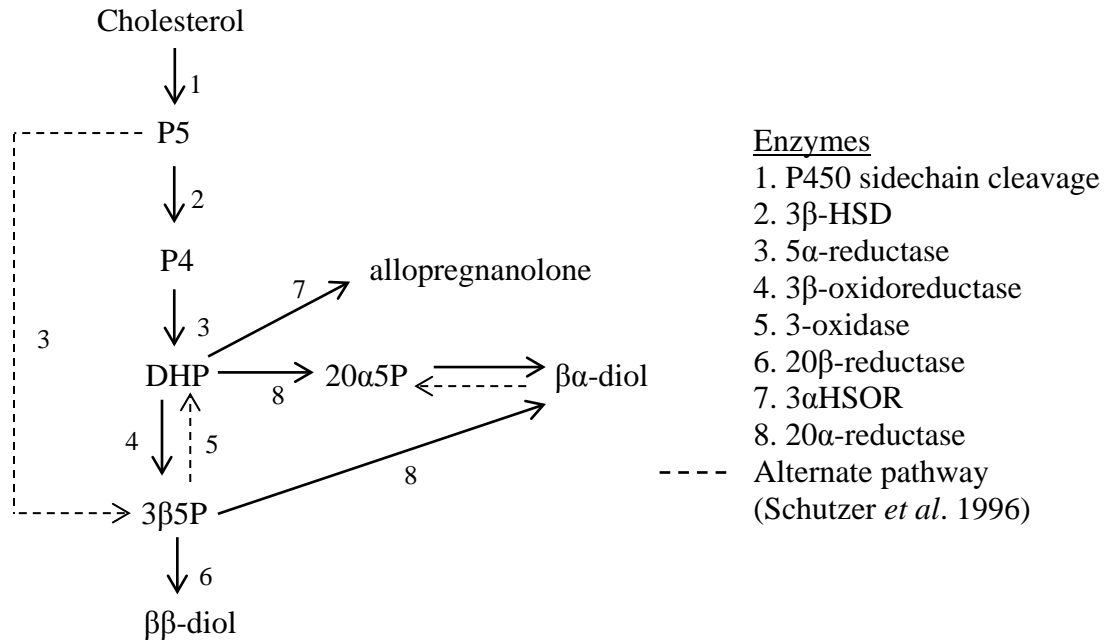 Cholesterol
1
P5
2
P4
allopregnanolone
7
3
3
DHP
8
20α5P
βα-diol
4
5
8
3β5P
6
ββ-diol
Enzymes
1. P450 sidechain cleavage
2. 3β-HSD
3. 5α-reductase
4. 3β-oxidoreductase
5. 3-oxidase
6. 20β-reductase
7. 3αHSOR
8. 20α-reductase
Alternate pathway
(Schutzer et al. 1996)